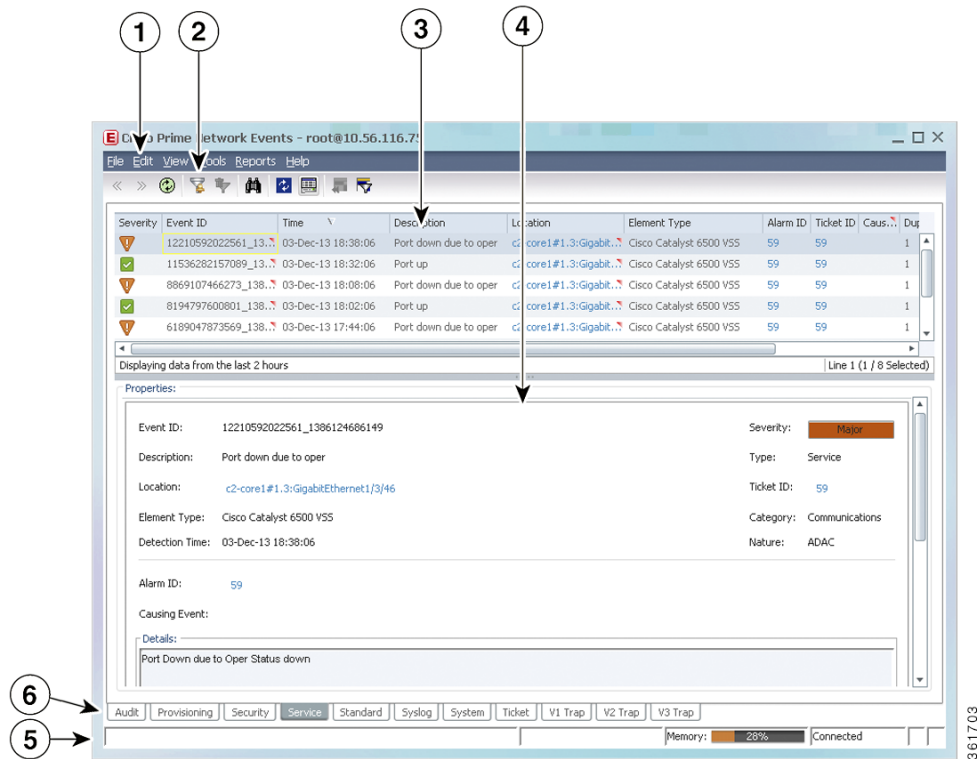 1 2 3 4
Cisco Prime Network Events - root@10.56.116.75
File Edit View Tools Reports Help
Severity Event ID Time Description Location Element Type Alarm ID Ticket ID Caus... Dup
12210592022561_13... 03-Dec-13 18:38:06 Port down due to oper c2-core1#1.3:Gigabit... Cisco Catalyst 6500 VSS 59 59 1
11536282157089_13... 03-Dec-13 18:32:06 Port up c2-core1#1.3:Gigabit... Cisco Catalyst 6500 VSS 59 59 1
8869107466273_138... 03-Dec-13 18:08:06 Port down due to oper c2-core1#1.3:Gigabit... Cisco Catalyst 6500 VSS 59 59 1
8194797600801_138... 03-Dec-13 18:02:06 Port up c2-core1#1.3:Gigabit... Cisco Catalyst 6500 VSS 59 59 1
6189047873569_138... 03-Dec-13 17:44:06 Port down due to oper c2-core1#1.3:Gigabit... Cisco Catalyst 6500 VSS 59 59 1
Displaying data from the last 2 hours Line 1 (1 / 8 Selected)
Properties:
Event ID: 12210592022561_1386124686149 Severity: Major
Description: Port down due to oper Type: Service
Location: c2-core1#1.3:GigabitEthernet1/3/46 Ticket ID: 59
Element Type: Cisco Catalyst 6500 VSS Category: Communications
Detection Time: 03-Dec-13 18:38:06 Nature: ADAC
Alarm ID: 59
Causing Event:
Details:
Port Down due to Oper Status down
6
Audit Provisioning Security Service Standard Syslog System Ticket V1 Trap V2 Trap V3 Trap
5
Memory: 28% Connected
361703